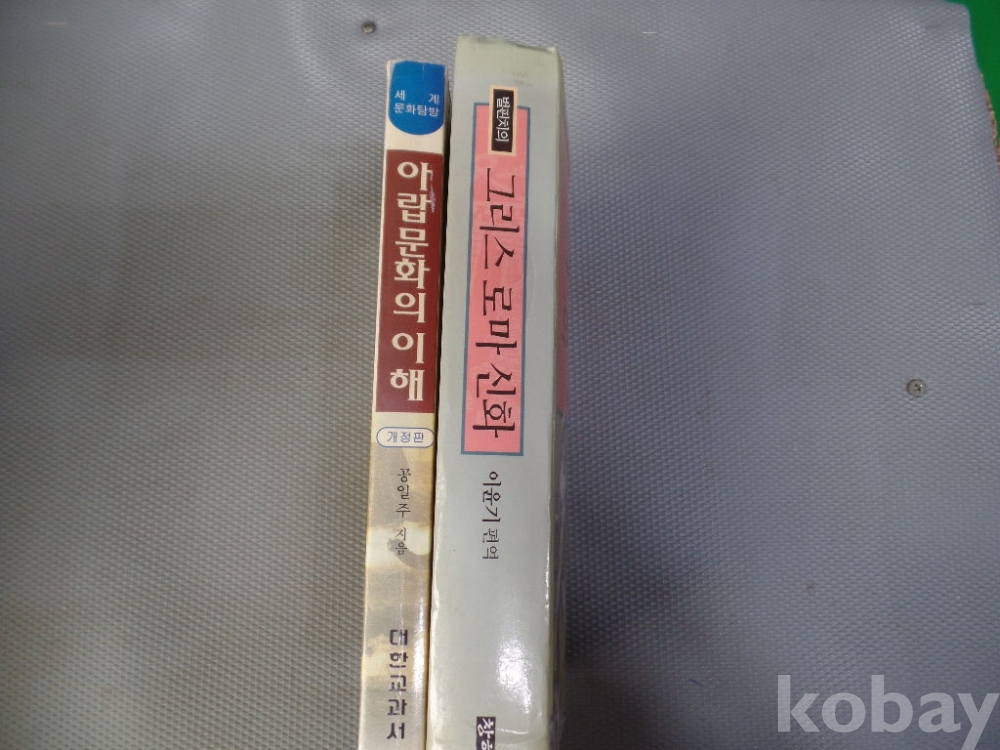 세 계
문화탐방
아랍문화의 이해
개정판
공일주 지음
대한교과서
벌핀치의
그리스 로마 신화
이윤기 편역
kobay